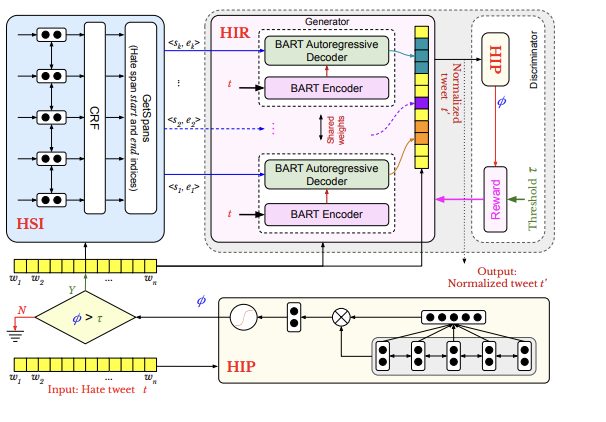 HSI
CRF
GetSpans
(Hate span start and end indices)
<s_k, e_k>
⋮
<s_2, e_2>
<s_1, e_1>
HIR
Generator
BART Autoregressive
Decoder
BART Encoder
t
⋮
Shared
weights
BART Autoregressive
Decoder
BART Encoder
t
Normalized
tweet t'
HIP
Discriminator
ϕ
Reward
Threshold τ
Output:
Normalized tweet t'
w_1 w_2 ... w_n
Y
N
ϕ > τ
ϕ
HIP
w_1 w_2 ... w_n
Input: Hate tweet t